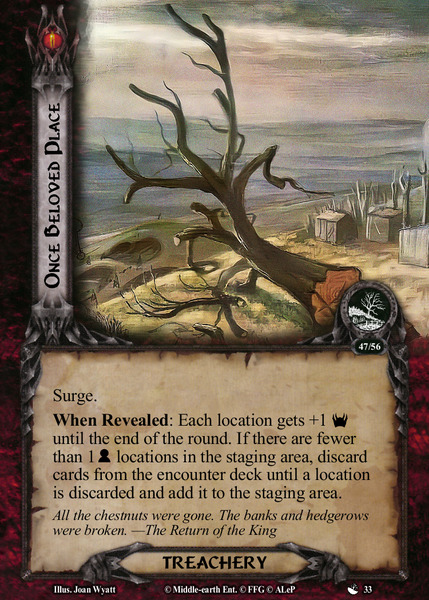 Once Beloved Place
47/56
Surge.
When Revealed: Each location gets +1
until the end of the round. If there are fewer
than 1 locations in the staging area, discard
cards from the encounter deck until a location
is discarded and add it to the staging area.
All the chestnuts were gone. The banks and hedgerows
were broken. —The Return of the King
TREACHERY
Illus. Joan Wyatt
© Middle-earth Ent. © FFG © ALeP
33